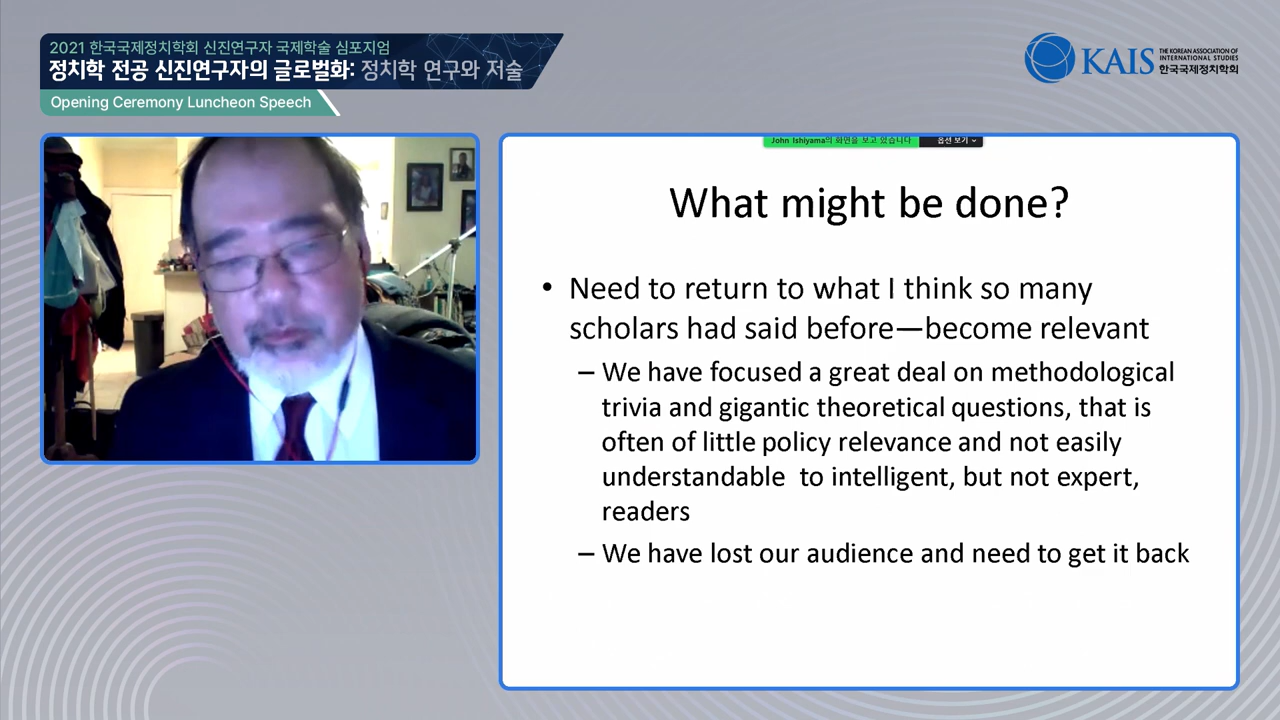 2021 한국국제정치학회 신진연구자 국제학술 심포지엄
정치학 전공 신진연구자의 글로벌화: 정치학 연구와 저술
Opening Ceremony Luncheon Speech
KAIS
THE KOREAN ASSOCIATION OF
INTERNATIONAL STUDIES
한국국제정치학회
John Ishiyama의 화면을 보고 있습니다
옵션 보기
What might be done?
• Need to return to what I think so many
scholars had said before—become relevant
– We have focused a great deal on methodological
trivia and gigantic theoretical questions, that is
often of little policy relevance and not easily
understandable  to intelligent, but not expert,
readers
– We have lost our audience and need to get it back